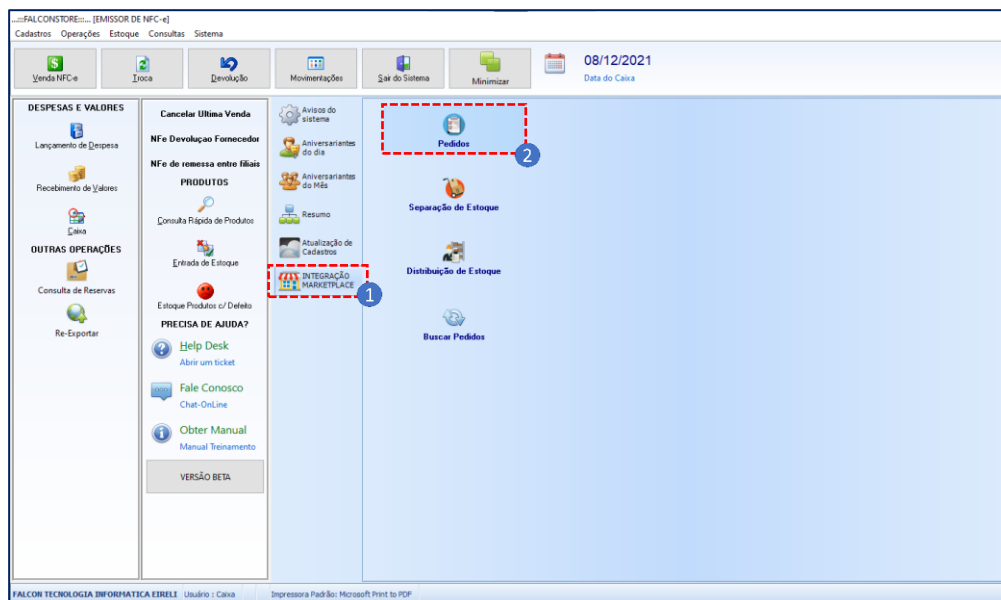 ...:::FALCONSTORE:::... [EMISSOR DE NFC-e]
Cadastros Operações Estoque Consultas Sistema
Venda NFC-e
Troca
Devolução
Movimentações
Sair do Sistema
Minimizar
08/12/2021
Data do Caixa
DESPESAS E VALORES
Lançamento de Despesa
Recebimento de Valores
Caixa
OUTRAS OPERAÇÕES
Consulta de Reservas
Re-Exportar
Cancelar Ultima Venda
NFe Devoluçao Fornecedor
NFe de remessa entre filiais
PRODUTOS
Consulta Rápida de Produtos
Entrada de Estoque
Estoque Produtos c/ Defeito
PRECISA DE AJUDA?
Help Desk
Abrir um ticket
Fale Conosco
Chat-OnLine
Obter Manual
Manual Treinamento
VERSÃO BETA
Avisos do
sistema
Aniversariantes
do dia
Aniversariantes
do Mês
Resumo
Atualização de
Cadastros
INTEGRAÇÃO
MARKETPLACE
1
Pedidos
2
Separação de Estoque
Distribuição de Estoque
Buscar Pedidos
FALCON TECNOLOGIA INFORMATICA EIRELI Usuário : Caixa Impressora Padrão: Microsoft Print to PDF